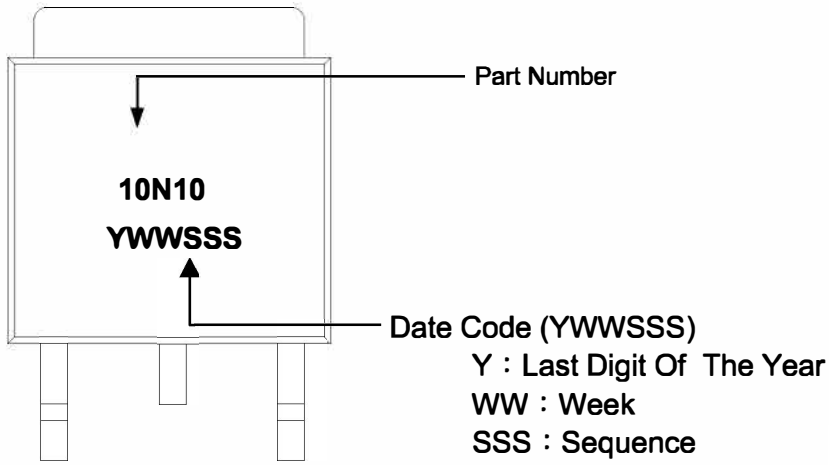 Part Number
10N10
YWWSSS
Date Code (YWWSSS)
Y：Last Digit Of The Year
WW：Week
SSS：Sequence